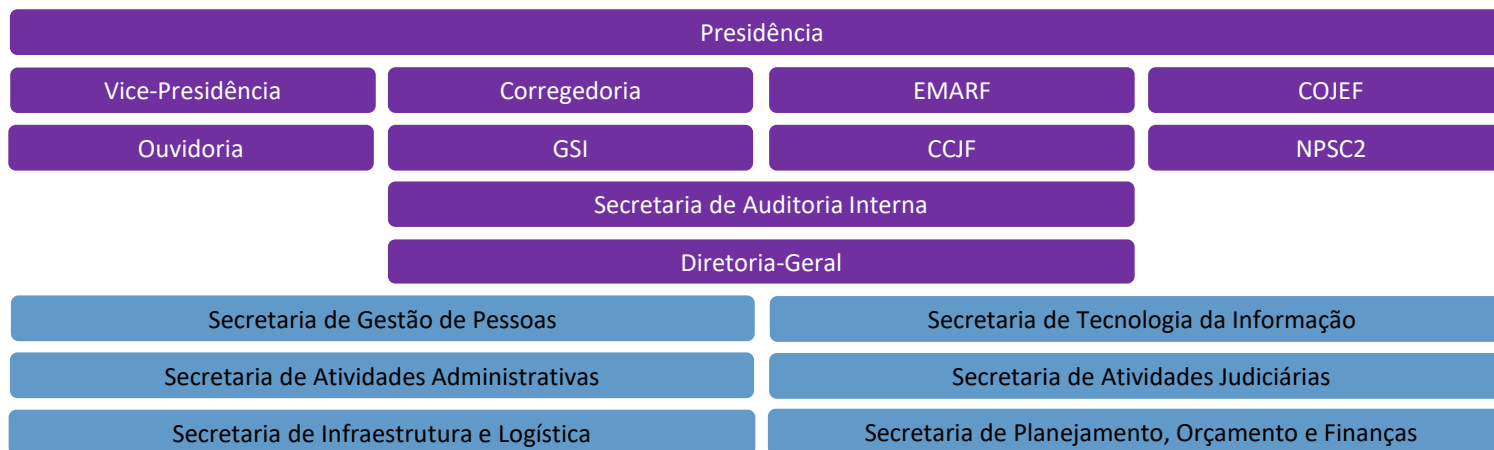 Presidência
Vice-Presidência
Corregedoria
EMARF
COJEF
Ouvidoria
GSI
CCJF
NPSC2
Secretaria de Auditoria Interna
Diretoria-Geral
Secretaria de Gestão de Pessoas
Secretaria de Tecnologia da Informação
Secretaria de Atividades Administrativas
Secretaria de Atividades Judiciárias
Secretaria de Infraestrutura e Logística
Secretaria de Planejamento, Orçamento e Finanças